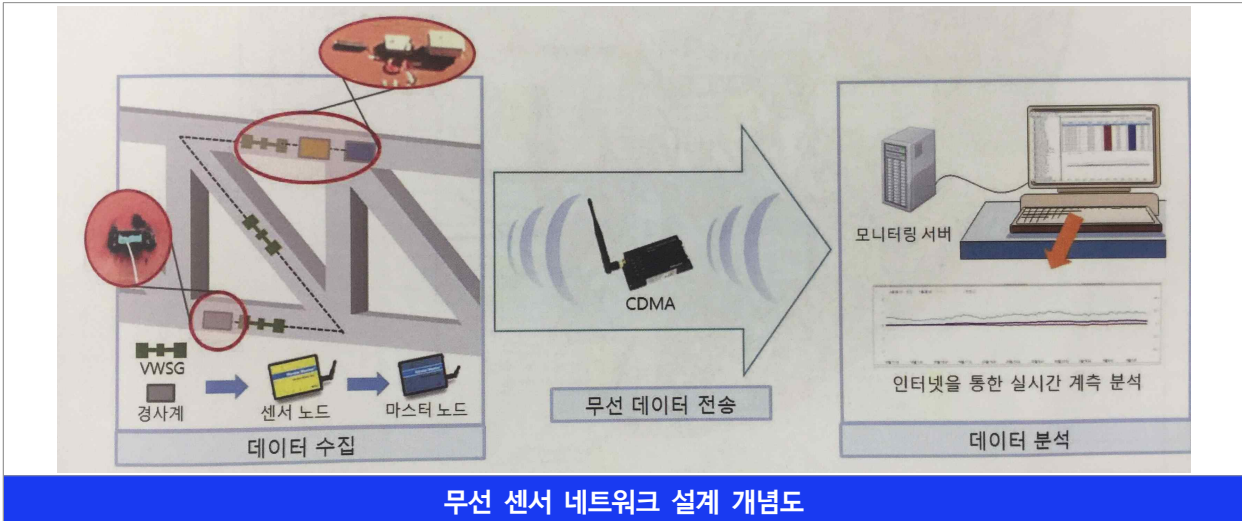 모니터링 서버
CDMA
VWSG
경사계
센서 노드
마스터 노드
인터넷을 통한 실시간 계측 분석
무선 데이터 전송
데이터 수집
데이터 분석
무선 센서 네트워크 설계 개념도